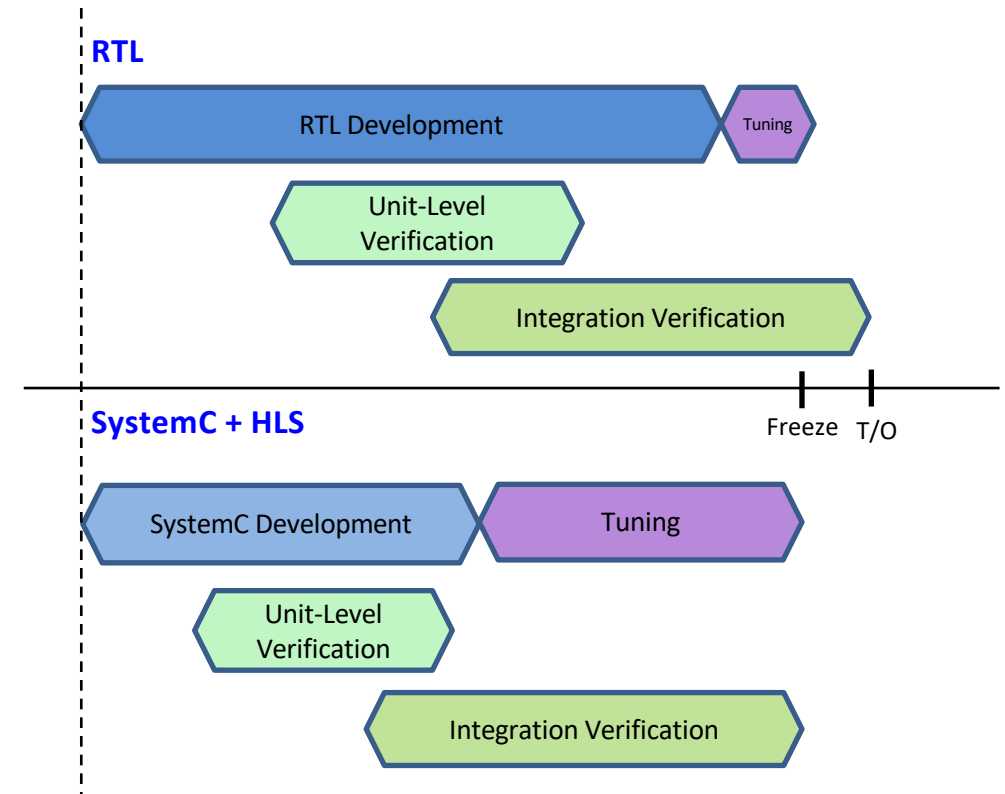 RTL
RTL Development
Tuning
Unit-Level
Verification
Integration Verification
Freeze
T/O
SystemC + HLS
SystemC Development
Tuning
Unit-Level
Verification
Integration Verification